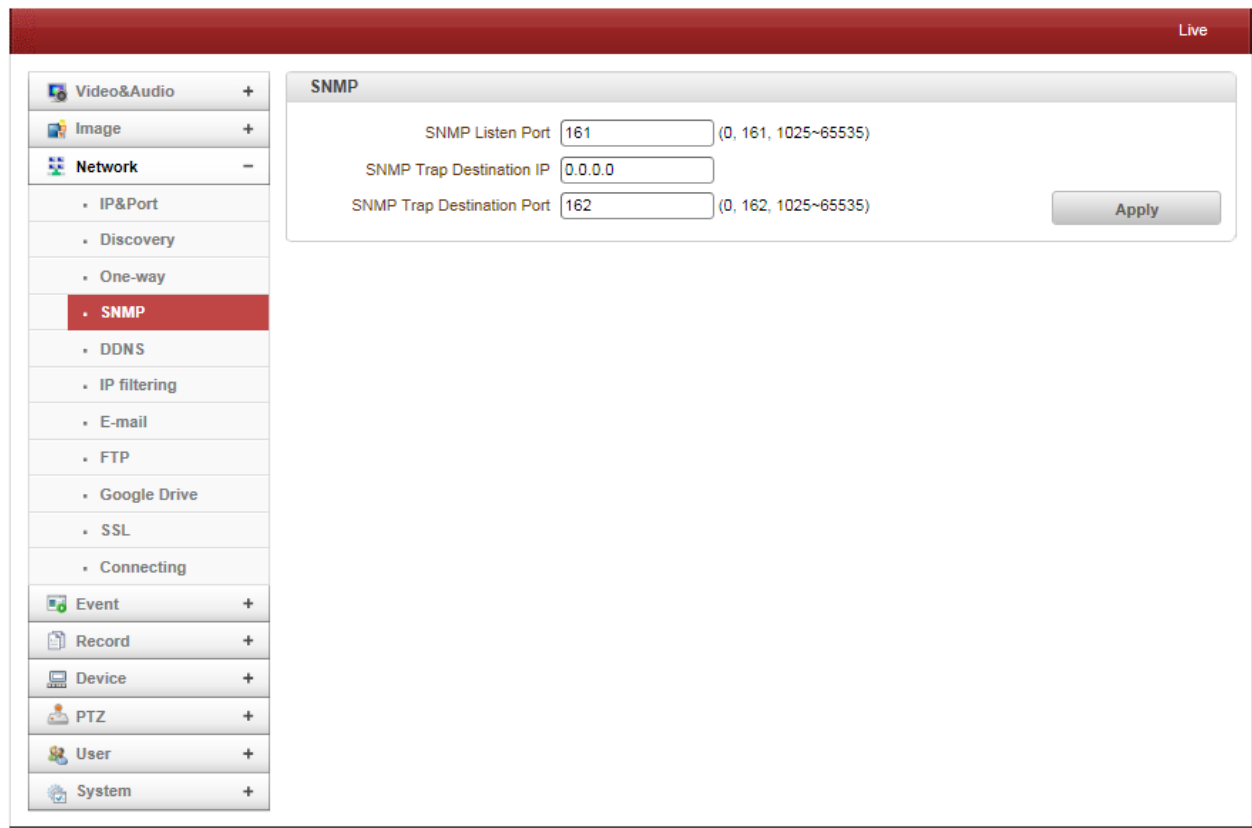 Live
Video&Audio +
Image +
Network −
IP&Port
Discovery
One-way
SNMP
DDNS
IP filtering
E-mail
FTP
Google Drive
SSL
Connecting
Event +
Record +
Device +
PTZ +
User +
System +
SNMP
SNMP Listen Port 161 (0, 161, 1025~65535)
SNMP Trap Destination IP 0.0.0.0
SNMP Trap Destination Port 162 (0, 162, 1025~65535)
Apply